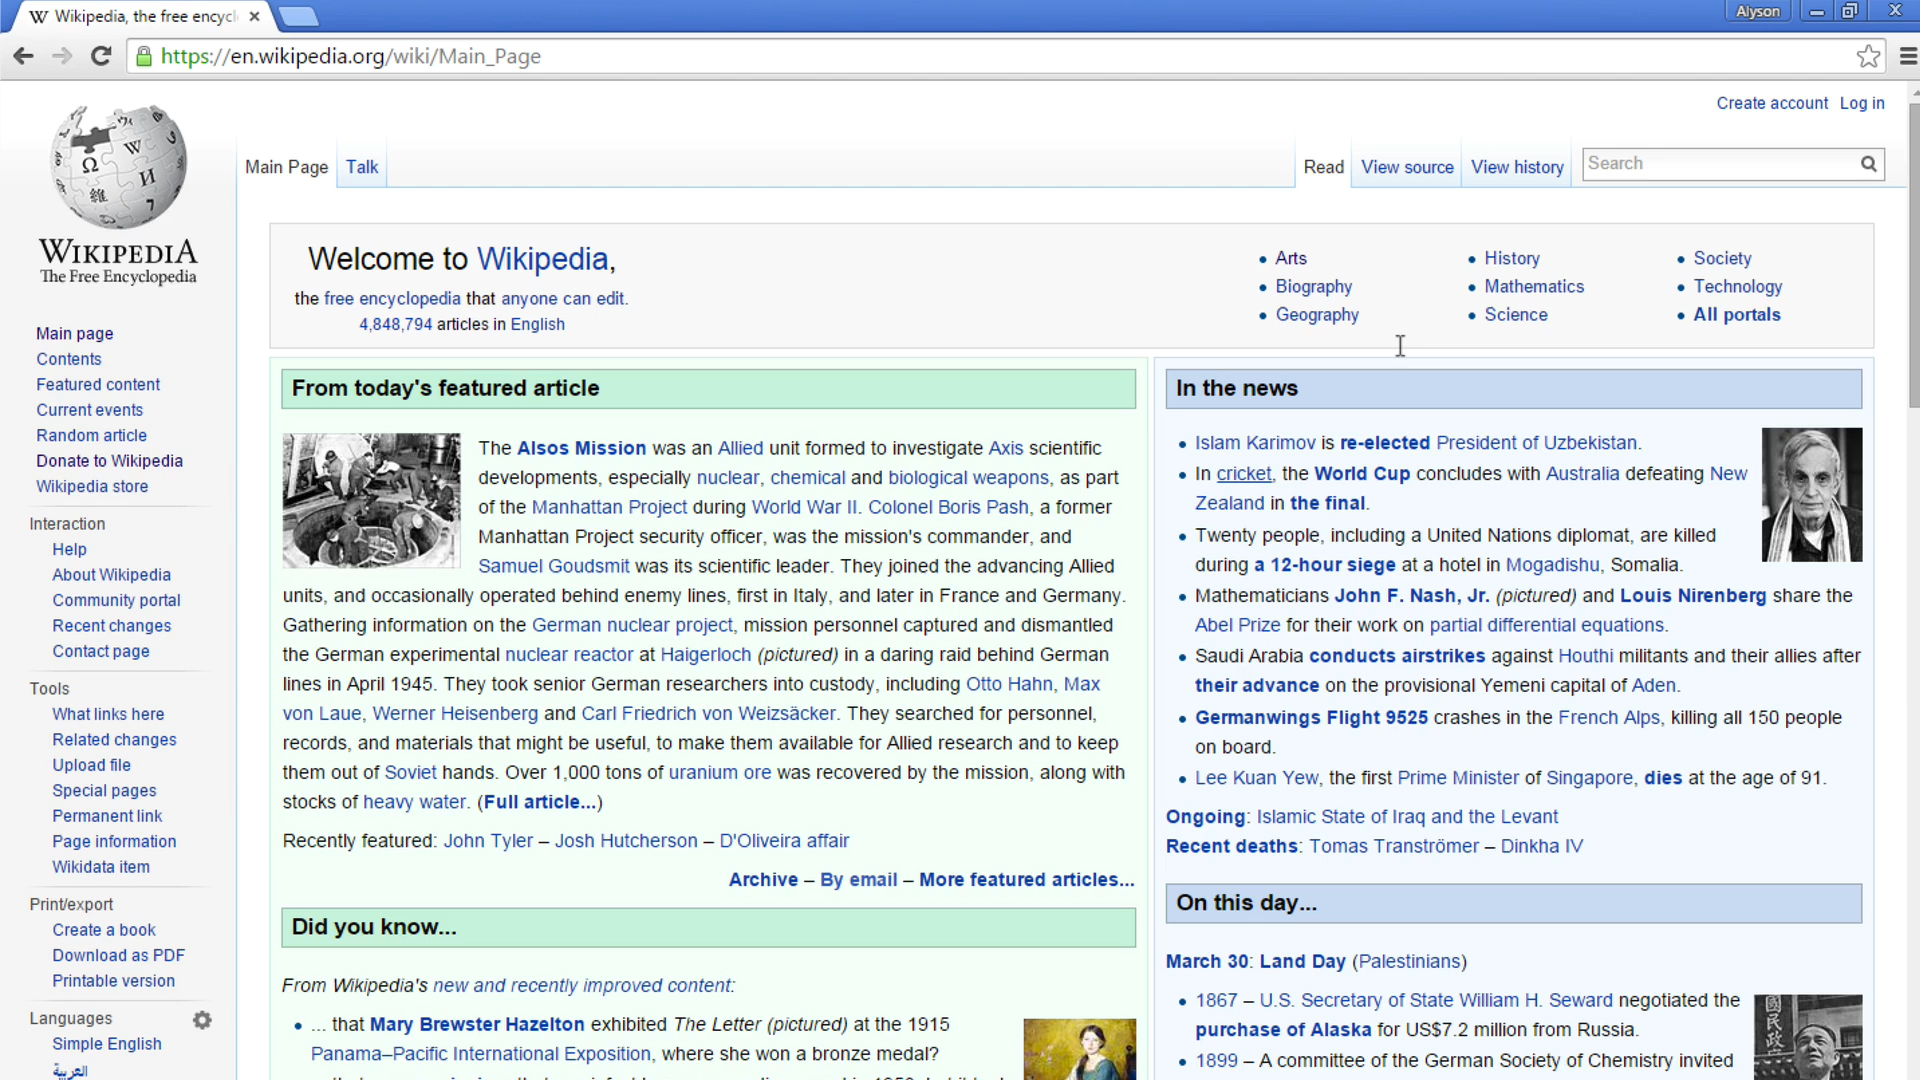 Wikipedia, the free encycl
Alyson
https://en.wikipedia.org/wiki/Main_Page
Create account Log in
Main Page Talk
Read View source View history Search
WIKIPEDIA
The Free Encyclopedia
Main page
Contents
Featured content
Current events
Random article
Donate to Wikipedia
Wikipedia store
Interaction
Help
About Wikipedia
Community portal
Recent changes
Contact page
Tools
What links here
Related changes
Upload file
Special pages
Permanent link
Page information
Wikidata item
Print/export
Create a book
Download as PDF
Printable version
Languages
Simple English
العربية
Welcome to Wikipedia,
the free encyclopedia that anyone can edit.
4,848,794 articles in English
Arts
Biography
Geography
History
Mathematics
Science
Society
Technology
All portals
From today's featured article
The Alsos Mission was an Allied unit formed to investigate Axis scientific
developments, especially nuclear, chemical and biological weapons, as part
of the Manhattan Project during World War II. Colonel Boris Pash, a former
Manhattan Project security officer, was the mission's commander, and
Samuel Goudsmit was its scientific leader. They joined the advancing Allied
units, and occasionally operated behind enemy lines, first in Italy, and later in France and Germany.
Gathering information on the German nuclear project, mission personnel captured and dismantled
the German experimental nuclear reactor at Haigerloch (pictured) in a daring raid behind German
lines in April 1945. They took senior German researchers into custody, including Otto Hahn, Max
von Laue, Werner Heisenberg and Carl Friedrich von Weizsäcker. They searched for personnel,
records, and materials that might be useful, to make them available for Allied research and to keep
them out of Soviet hands. Over 1,000 tons of uranium ore was recovered by the mission, along with
stocks of heavy water. (Full article...)
Recently featured: John Tyler – Josh Hutcherson – D'Oliveira affair
Archive – By email – More featured articles...
Did you know...
From Wikipedia's new and recently improved content:
... that Mary Brewster Hazelton exhibited The Letter (pictured) at the 1915
Panama–Pacific International Exposition, where she won a bronze medal?
In the news
Islam Karimov is re-elected President of Uzbekistan.
In cricket, the World Cup concludes with Australia defeating New
Zealand in the final.
Twenty people, including a United Nations diplomat, are killed
during a 12-hour siege at a hotel in Mogadishu, Somalia.
Mathematicians John F. Nash, Jr. (pictured) and Louis Nirenberg share the
Abel Prize for their work on partial differential equations.
Saudi Arabia conducts airstrikes against Houthi militants and their allies after
their advance on the provisional Yemeni capital of Aden.
Germanwings Flight 9525 crashes in the French Alps, killing all 150 people
on board.
Lee Kuan Yew, the first Prime Minister of Singapore, dies at the age of 91.
Ongoing: Islamic State of Iraq and the Levant
Recent deaths: Tomas Tranströmer – Dinkha IV
On this day...
March 30: Land Day (Palestinians)
1867 – U.S. Secretary of State William H. Seward negotiated the
purchase of Alaska for US$7.2 million from Russia.
1899 – A committee of the German Society of Chemistry invited